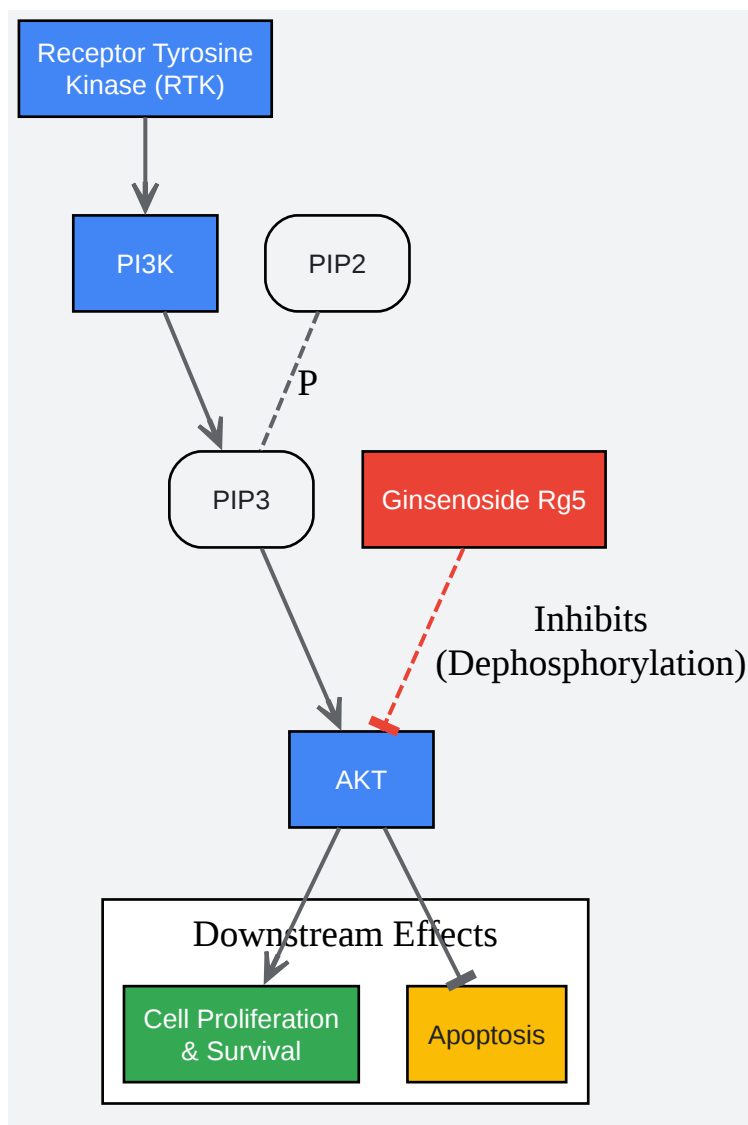 Receptor Tyrosine
Kinase (RTK)
PI3K
PIP2
P
PIP3
Ginsenoside Rg5
Inhibits
(Dephosphorylation)
AKT
Downstream Effects
Cell Proliferation
& Survival
Apoptosis